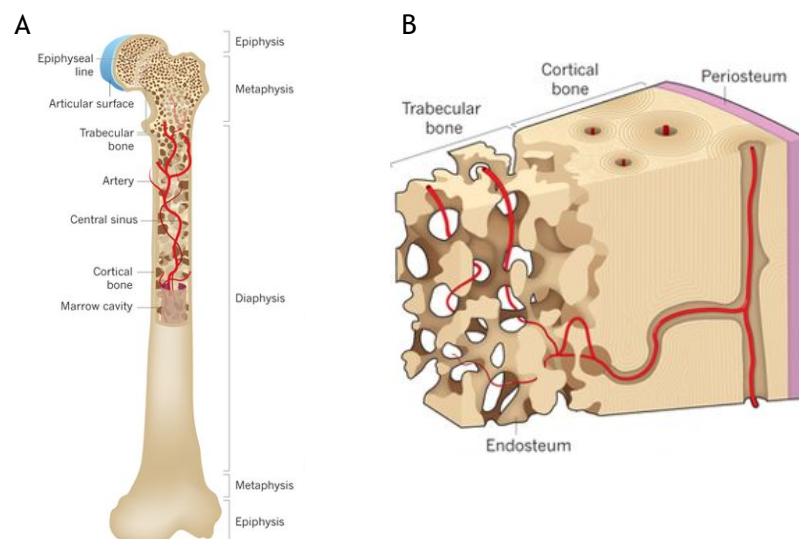 A
Epiphyseal
line
Articular surface
Trabecular
bone
Artery
Central sinus
Cortical
bone
Marrow cavity
Epiphysis
Metaphysis
Diaphysis
Metaphysis
Epiphysis
B
Trabecular
bone
Cortical
bone
Periosteum
Endosteum